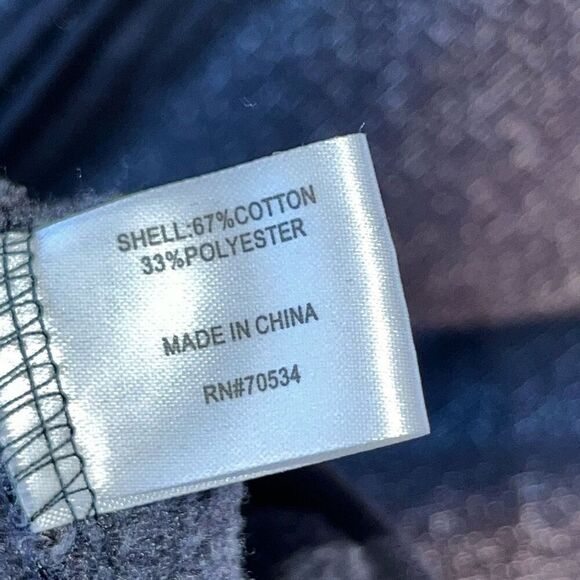 SHELL:67%COTTON
33%POLYESTER
MADE IN CHINA
RN#70534